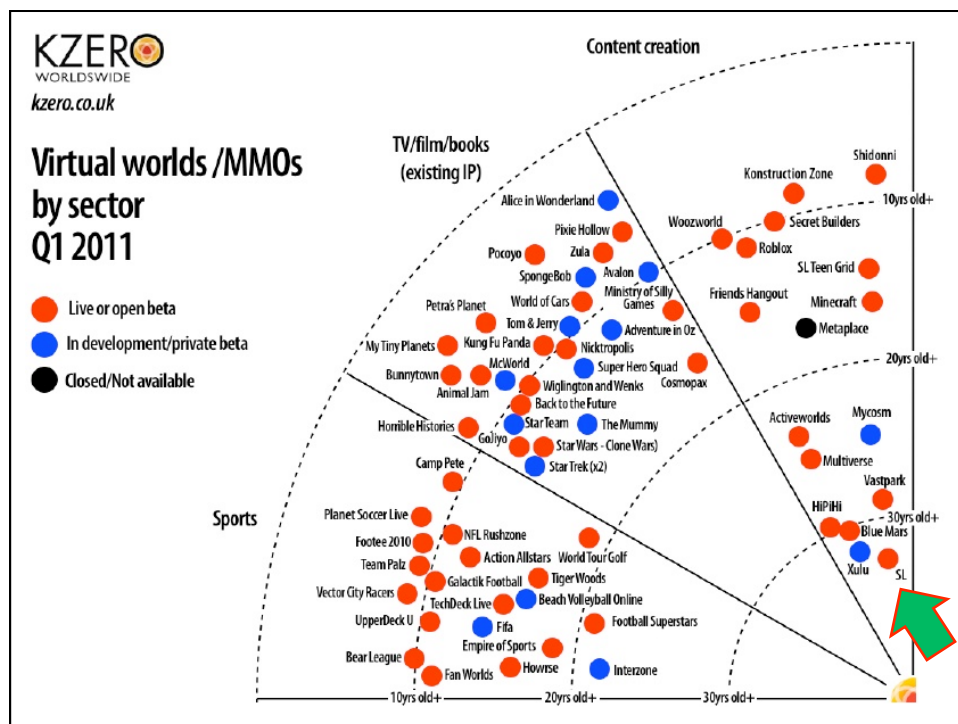 KZERO
WORLDWIDE
kzero.co.uk
Virtual worlds /MMOs
by sector
Q1 2011
Live or open beta
In development/private beta
Closed/Not available
Content creation
TV/film/books
(existing IP)
Sports
Shidonni
Konstruction Zone
10yrs old+
Secret Builders
Woozworld
Roblox
SL Teen Grid
Friends Hangout
Minecraft
Metaplace
20yrs old+
Activeworlds
Mycosm
Multiverse
Vastpark
HiPiHi
30yrs old+
Blue Mars
Xulu
SL
Alice in Wonderland
Pixie Hollow
Pocoyo
Zula
SpongeBob
Avalon
World of Cars
Ministry of Silly
Games
Petra's Planet
Tom & Jerry
Adventure in Oz
My Tiny Planets
Kung Fu Panda
Nicktropolis
Super Hero Squad
Cosmopax
Bunnytown
Animal Jam
McWorld
Wiglington and Wenks
Back to the Future
Horrible Histories
Star Team
The Mummy
GoJiyo
Star Wars - Clone Wars)
Star Trek (x2)
Camp Pete
Planet Soccer Live
NFL Rushzone
Footee 2010
Action Allstars
World Tour Golf
Team Palz
Galactik Football
Tiger Woods
Vector City Racers
TechDeck Live
Beach Volleyball Online
UpperDeck U
Fifa
Football Superstars
Empire of Sports
Bear League
Fan Worlds
Howrse
Interzone
10yrs old+
20yrs old+
30yrs old+